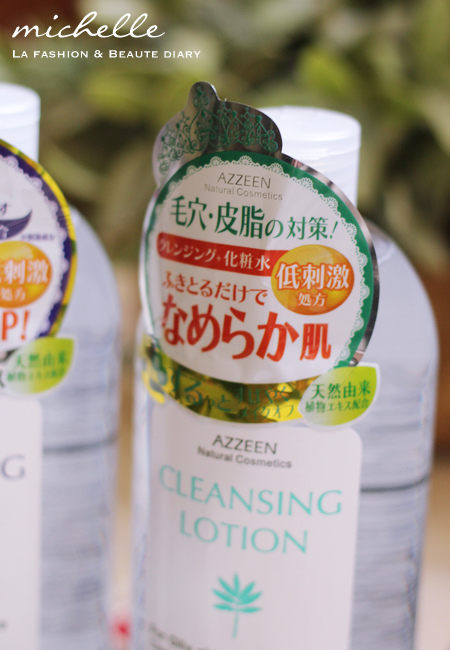 michelle
LA FASHION & BEAUTE DIARY
AZZEEN
Natural Cosmetics
毛穴・皮脂の対策!
クレンジング+化粧水
低刺激
処方
ふきとるだけで
なめらか肌
天然由来
植物エキス配合
AZZEEN
Natural Cosmetics
CLEANSING
LOTION
刺激
処方
P!
天然由来
植物エキス配合
NG